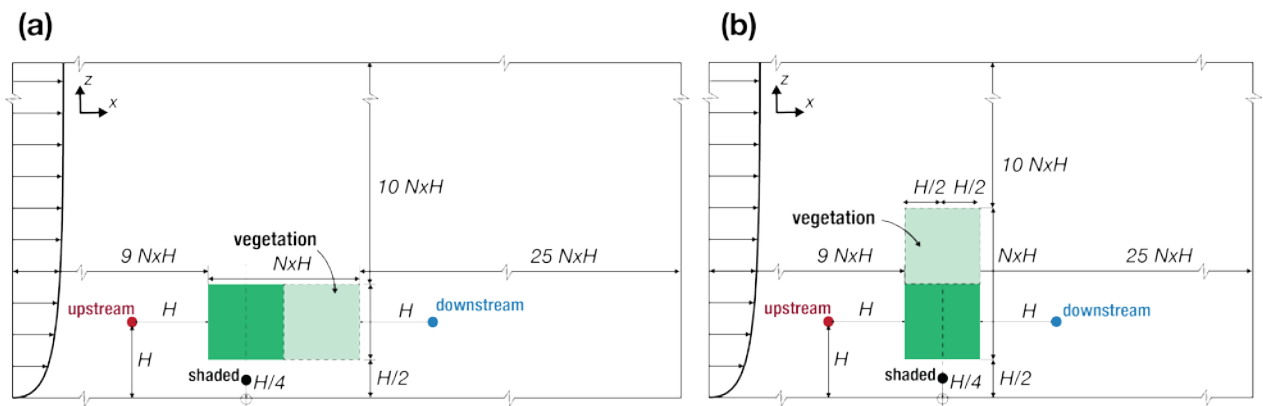 (a)
z
x
10 NxH
vegetation
9 NxH
NxH
25 NxH
upstream
H
H
downstream
H
shaded
H/4
H/2
(b)
z
x
10 NxH
H/2
H/2
vegetation
9 NxH
NxH
25 NxH
upstream
H
H
downstream
H
shaded
H/4
H/2